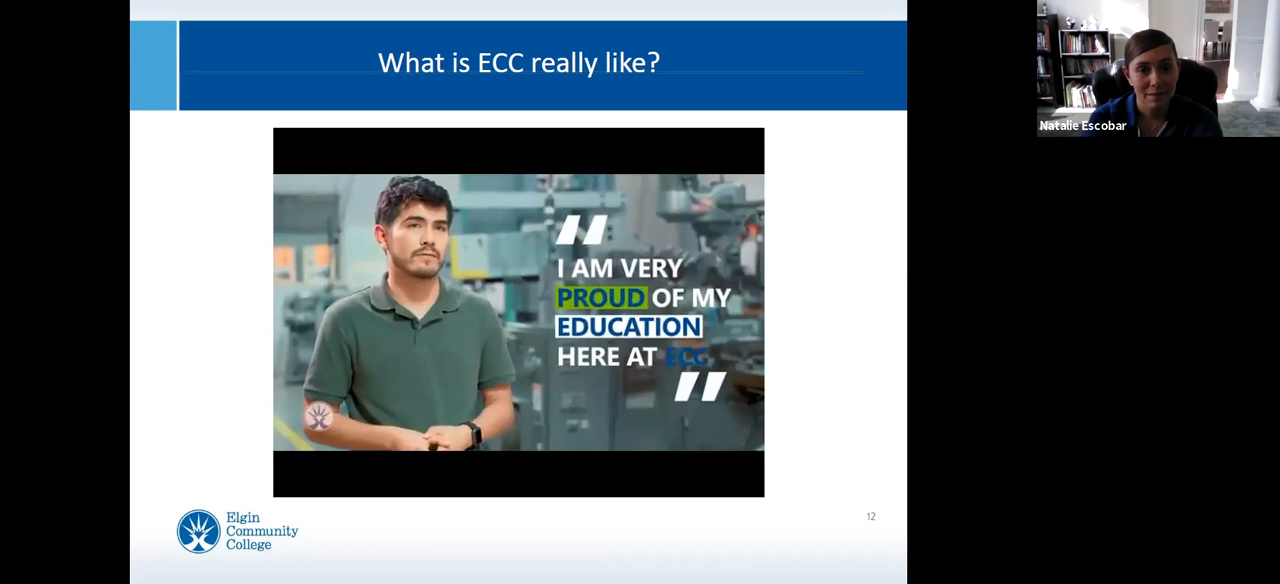 What is ECC really like?
I AM VERY
PROUD OF MY
EDUCATION
HERE AT ECC
Elgin
Community
College
12
Natalie Escobar